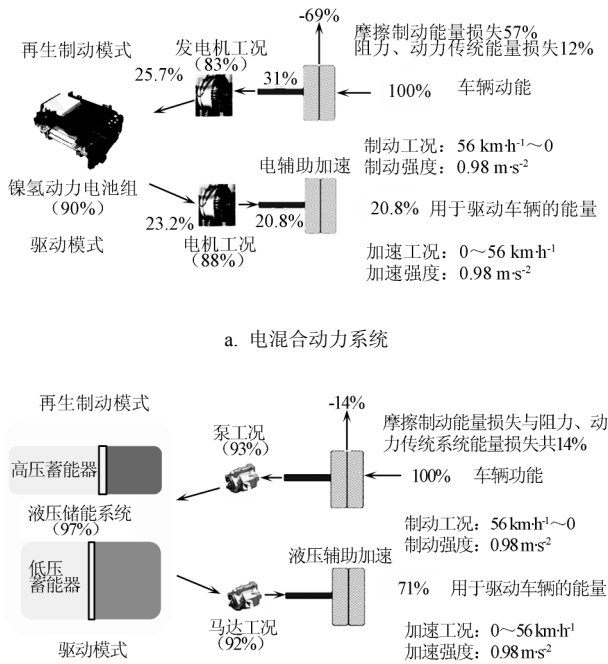 -69%
再生制动模式
发电机工况
（83%）
摩擦制动能量损失57%
阻力、动力传统能量损失12%
25.7%
31%
100%
车辆动能
制动工况：56 km·h-1～0
制动强度：0.98 m·s-2
电辅助加速
镍氢动力电池组
（90%）
23.2%
20.8%
20.8% 用于驱动车辆的能量
驱动模式
电机工况
（88%）
加速工况：0～56 km·h-1
加速强度：0.98 m·s-2
a. 电混合动力系统
再生制动模式
-14%
泵工况
（93%）
摩擦制动能量损失与阻力、动
力传统系统能量损失共14%
高压蓄能器
100%
车辆功能
液压储能系统
（97%）
制动工况：56km·h-1～0
制动强度：0.98m·s-2
低压
蓄能器
液压辅助加速
71% 用于驱动车辆的能量
马达工况
（92%）
驱动模式
加速工况：0～56km·h-1
加速强度：0.98m·s-2